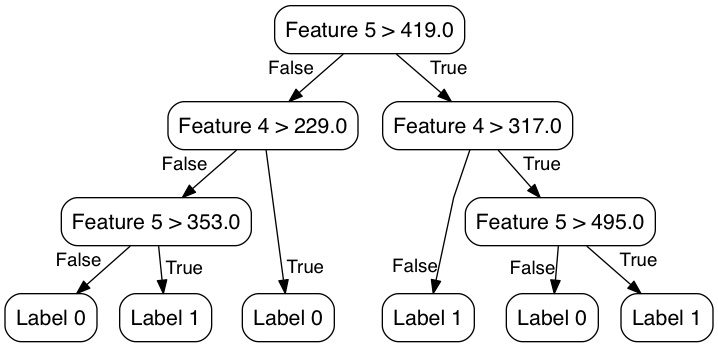 Feature 5 > 419.0
False
True
Feature 4 > 229.0
Feature 4 > 317.0
False
True
Feature 5 > 353.0
Feature 5 > 495.0
False
True
True
False
False
True
Label 0
Label 1
Label 0
Label 1
Label 0
Label 1